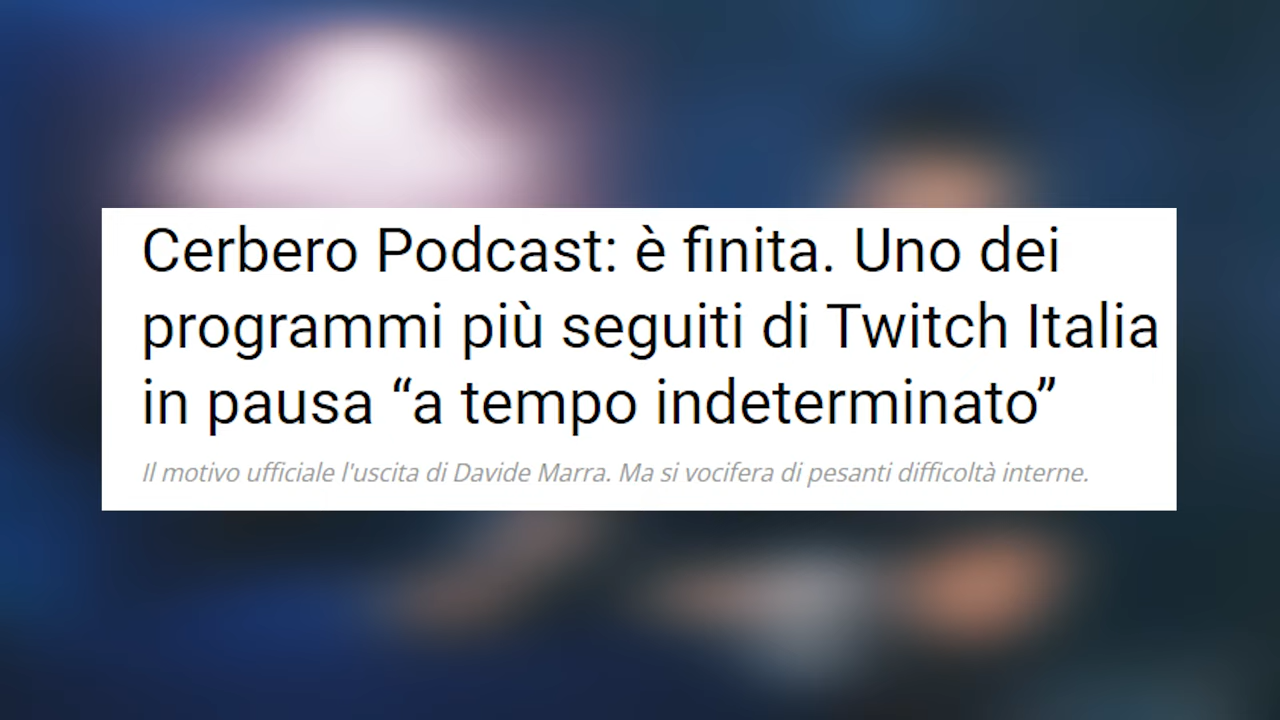 Cerbero Podcast: è finita. Uno dei
programmi più seguiti di Twitch Italia
in pausa “a tempo indeterminato”
Il motivo ufficiale l'uscita di Davide Marra. Ma si vocifera di pesanti difficoltà interne.